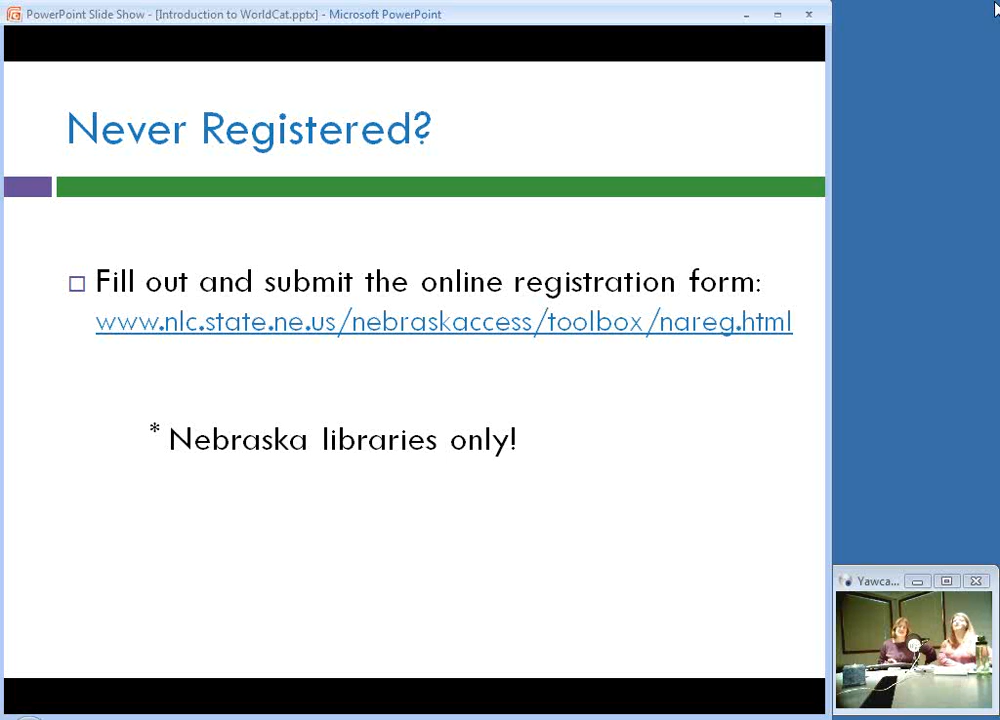 PowerPoint Slide Show - [Introduction to WorldCat.pptx] - Microsoft PowerPoint
Never Registered?
Fill out and submit the online registration form:
www.nlc.state.ne.us/nebraskaccess/toolbox/nareg.html
* Nebraska libraries only!
Yawca...